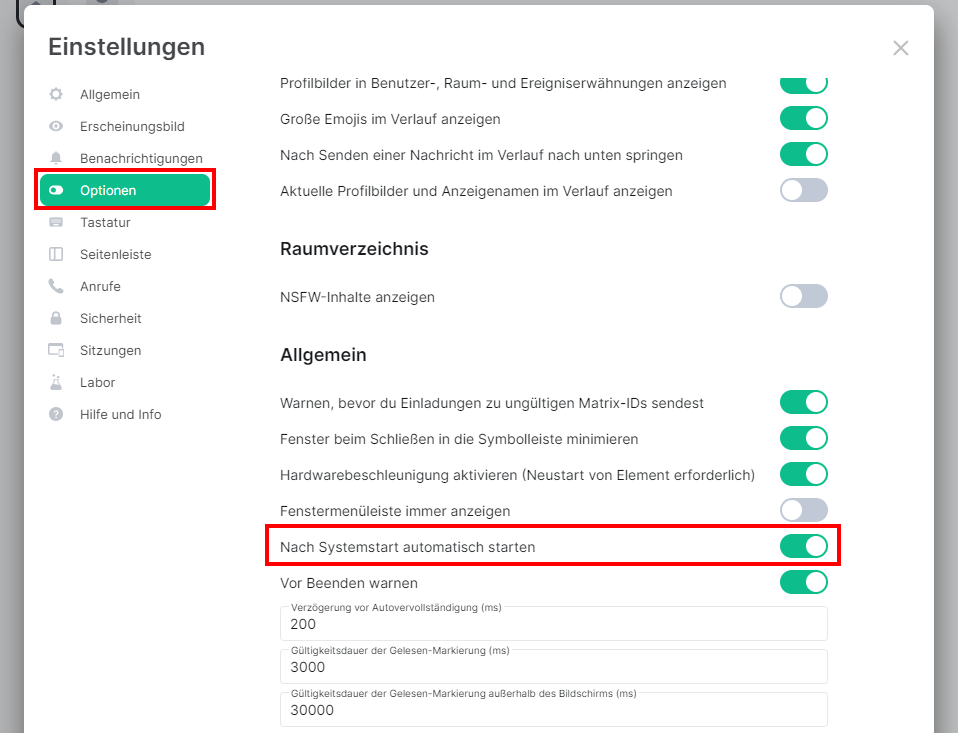 Einstellungen
Allgemein
Erscheinungsbild
Benachrichtigungen
Optionen
Tastatur
Seitenleiste
Anrufe
Sicherheit
Sitzungen
Labor
Hilfe und Info
Profilbilder in Benutzer-, Raum- und Ereigniserwähnungen anzeigen
Große Emojis im Verlauf anzeigen
Nach Senden einer Nachricht im Verlauf nach unten springen
Aktuelle Profilbilder und Anzeigenamen im Verlauf anzeigen
Raumverzeichnis
NSFW-Inhalte anzeigen
Allgemein
Warnen, bevor du Einladungen zu ungültigen Matrix-IDs sendest
Fenster beim Schließen in die Symbolleiste minimieren
Hardwarebeschleunigung aktivieren (Neustart von Element erforderlich)
Fenstermenüleiste immer anzeigen
Nach Systemstart automatisch starten
Vor Beenden warnen
Verzögerung vor Autovervollständigung (ms)
200
Gültigkeitsdauer der Gelesen-Markierung (ms)
3000
Gültigkeitsdauer der Gelesen-Markierung außerhalb des Bildschirms (ms)
30000